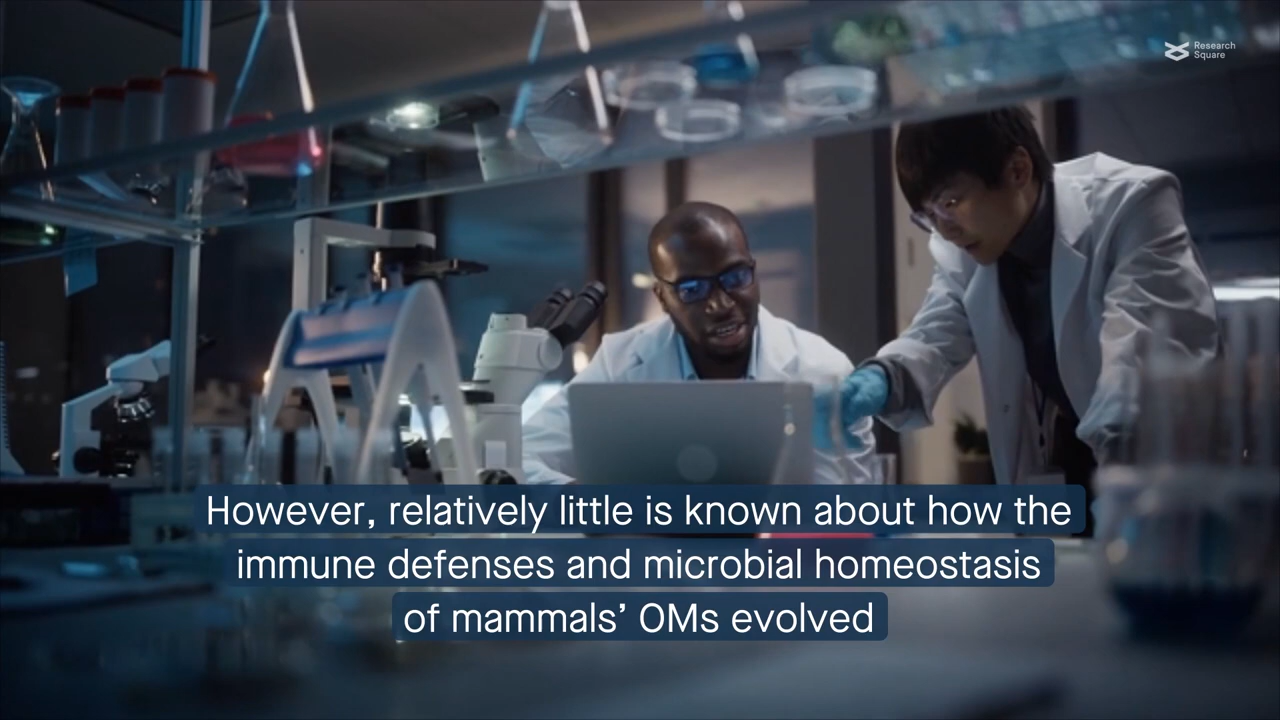 Research
Square
However, relatively little is known about how the
immune defenses and microbial homeostasis
of mammals’ OMs evolved